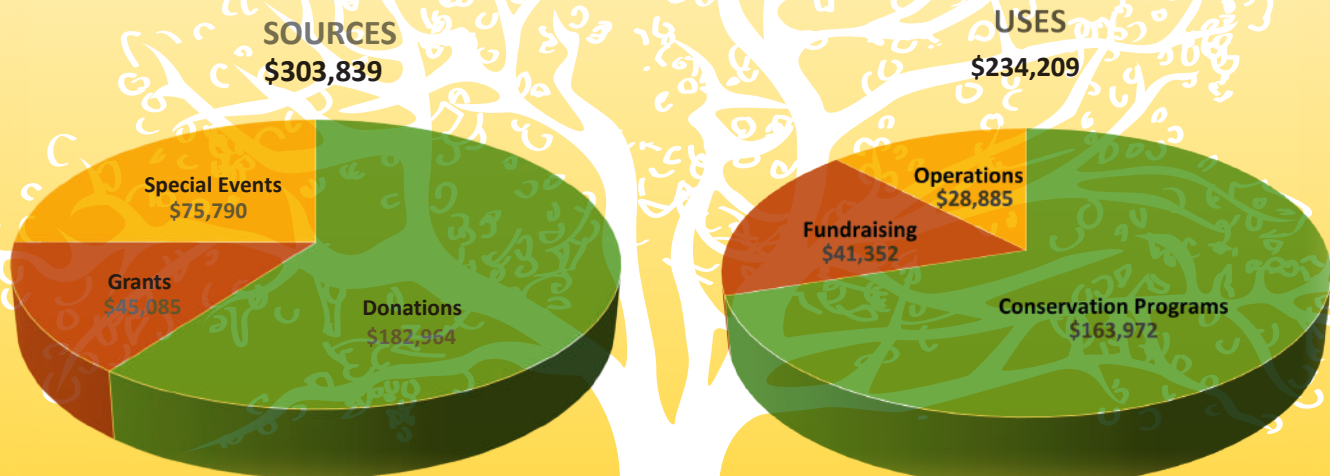 SOURCES
$303,839
Special Events
$75,790
Grants
$45,085
Donations
$182,964
USES
$234,209
Operations
$28,885
Fundraising
$41,352
Conservation Programs
$163,972